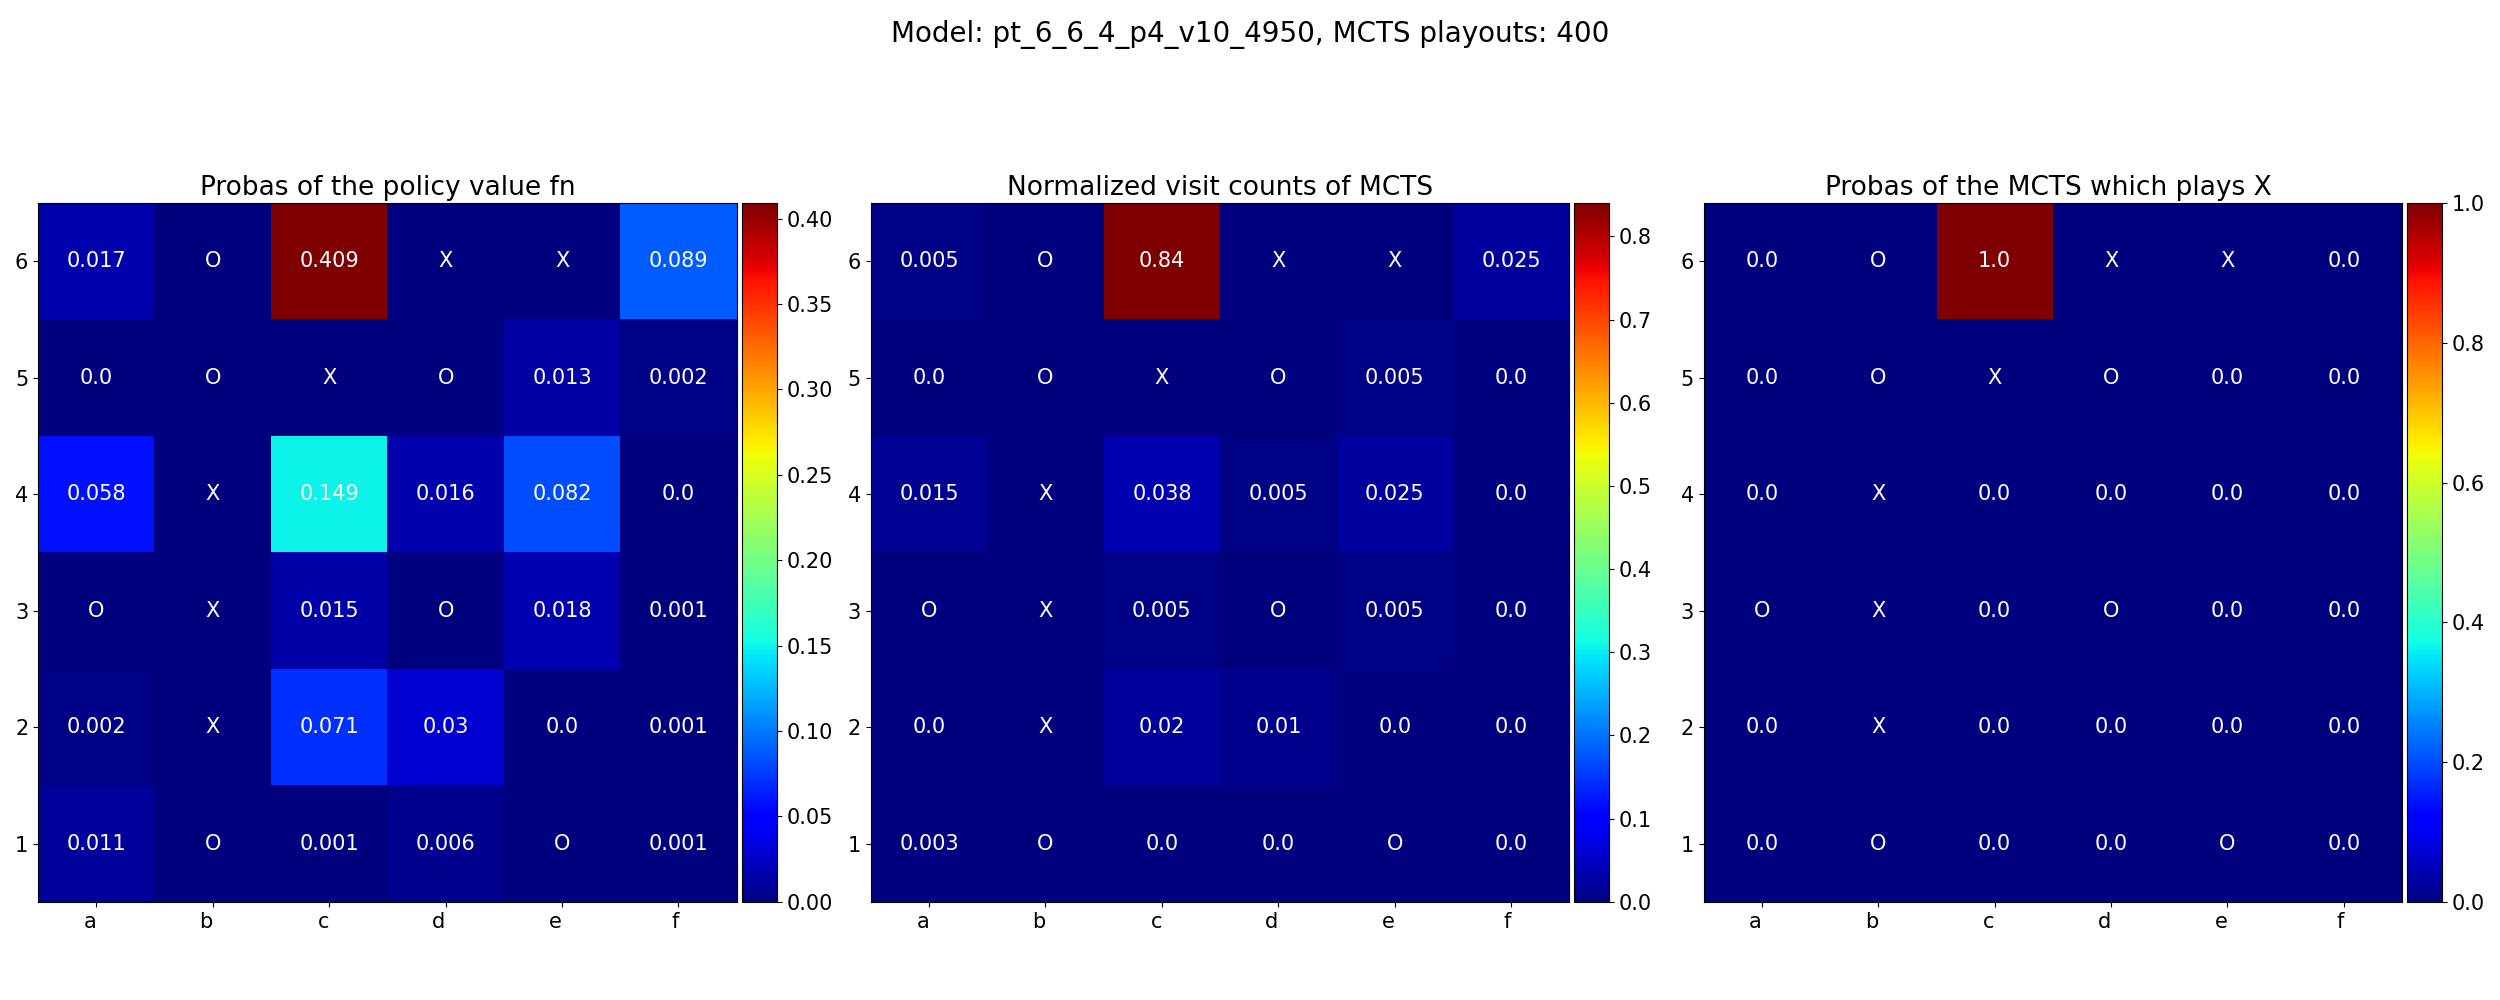 Model: pt_6_6_4_p4_v10_4950, MCTS playouts: 400
Probas of the policy value fn
6 0.017 O 0.409 X X 0.089
5 0.0 O X O 0.013 0.002
4 0.058 X 0.149 0.016 0.082 0.0
3 O X 0.015 O 0.018 0.001
2 0.002 X 0.071 0.03 0.0 0.001
1 0.011 O 0.001 0.006 O 0.001
a b c d e f
0.40
0.35
0.30
0.25
0.20
0.15
0.10
0.05
0.00
Normalized visit counts of MCTS
6 0.005 O 0.84 X X 0.025
5 0.0 O X O 0.005 0.0
4 0.015 X 0.038 0.005 0.025 0.0
3 O X 0.005 O 0.005 0.0
2 0.0 X 0.02 0.01 0.0 0.0
1 0.003 O 0.0 0.0 O 0.0
a b c d e f
0.8
0.7
0.6
0.5
0.4
0.3
0.2
0.1
0.0
Probas of the MCTS which plays X
6 0.0 O 1.0 X X 0.0
5 0.0 O X O 0.0 0.0
4 0.0 X 0.0 0.0 0.0 0.0
3 O X 0.0 O 0.0 0.0
2 0.0 X 0.0 0.0 0.0 0.0
1 0.0 O 0.0 0.0 O 0.0
a b c d e f
1.0
0.8
0.6
0.4
0.2
0.0